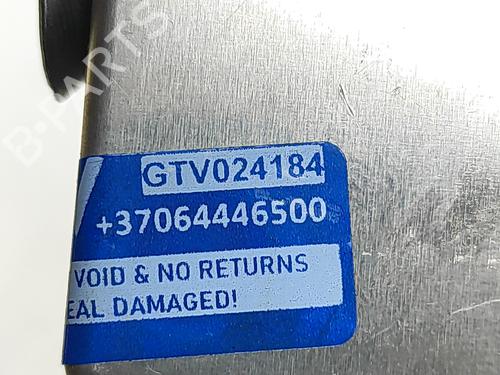 B-PARTS
GTV024184
+37064446500
VOID & NO RETURNS
EAL DAMAGED!